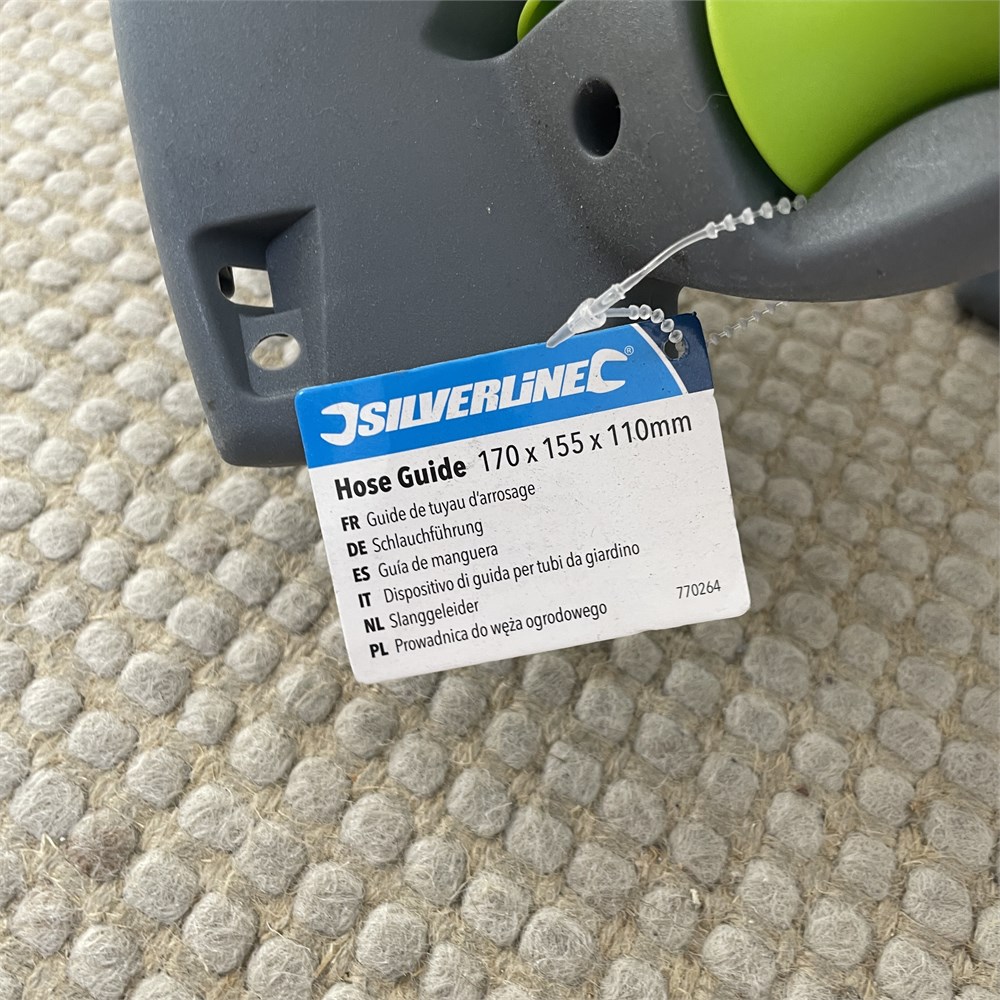 SILVERLINE®
Hose Guide 170 x 155 x 110mm
FR Guide de tuyau d'arrosage
DE Schlauchführung
ES Guía de manguera
IT Dispositivo di guida per tubi da giardino
NL Slanggeleider
PL Prowadnica do węża ogrodowego
770264